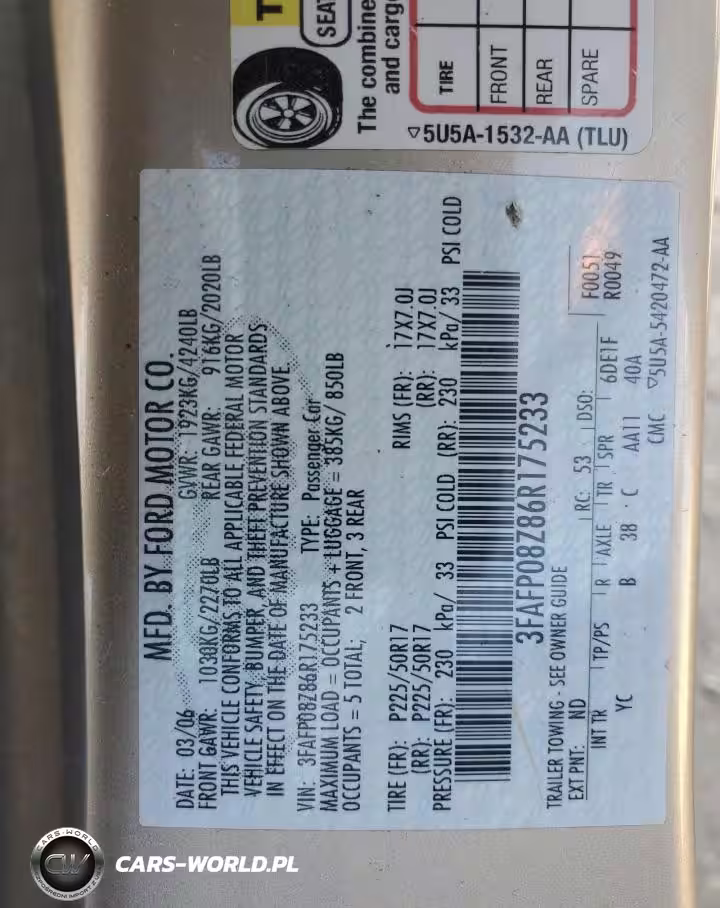 SEAT
The combine
and cargo
TIRE
FRONT
REAR
SPARE
▽5U5A-1532-AA (TLU)
MFD. BY FORD MOTOR CO.
DATE: 03/06 GVWR: 1923KG/4240LB
FRONT GAWR: 1030KG/2270LB REAR GAWR: 916KG/2020LB
THIS VEHICLE CONFORMS TO ALL APPLICABLE FEDERAL MOTOR
VEHICLE SAFETY, BUMPER, AND THEFT PREVENTION STANDARDS
IN EFFECT ON THE DATE OF MANUFACTURE SHOWN ABOVE
VIN: 3FAFP08Z86R175233 TYPE: Passenger Car
MAXIMUM LOAD = OCCUPANTS + LUGGAGE = 385KG/ 850LB
OCCUPANTS = 5 TOTAL; 2 FRONT, 3 REAR
TIRE (FR): P225/50R17 RIMS (FR): 17X7.0J
(RR): P225/50R17 (RR): 17X7.0J
PRESSURE (FR): 230 kPa/ 33 PSI COLD (RR): 230 kPa/ 33 PSI COLD
3FAFP08Z86R175233
TRAILER TOWING - SEE OWNER GUIDE F0051
EXT PNT: ND RC: 53 DSO: R0049
INT TR TP/PS R AXLE TR SPR 6DE1F
YC B 38 · C AA11 40A
CMC ▽5U5A-5420472-AA
CARS-WORLD
CW
CARS-WORLD.PL